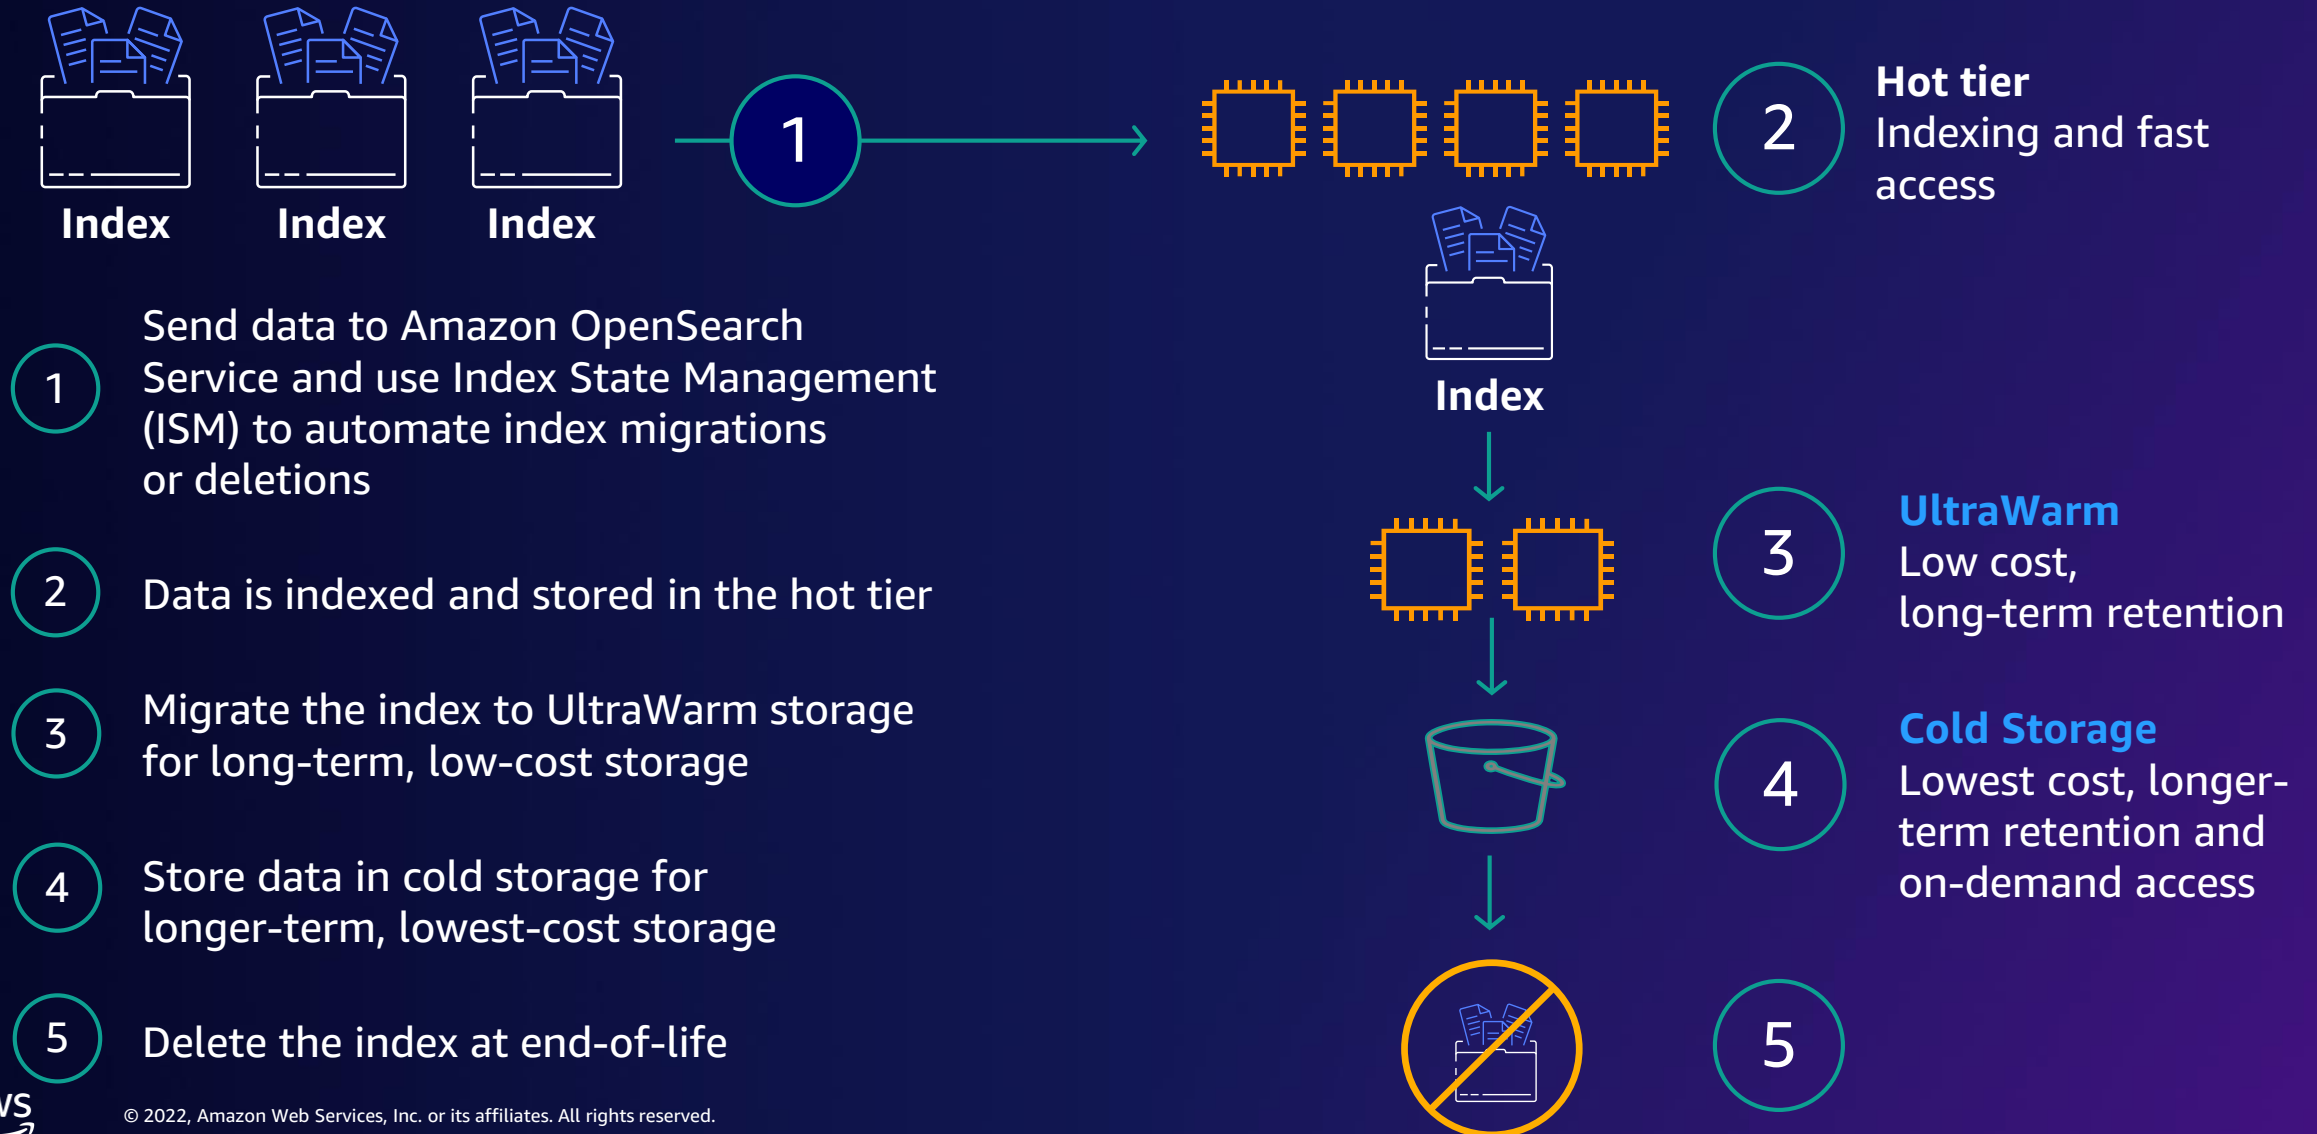 Index
Index
Index
1
2
Hot tier
Indexing and fast
access
Index
1
Send data to Amazon OpenSearch
Service and use Index State Management
(ISM) to automate index migrations
or deletions
2
Data is indexed and stored in the hot tier
3
Migrate the index to UltraWarm storage
for long-term, low-cost storage
4
Store data in cold storage for
longer-term, lowest-cost storage
5
Delete the index at end-of-life
3
UltraWarm
Low cost,
long-term retention
4
Cold Storage
Lowest cost, longer-
term retention and
on-demand access
5
© 2022, Amazon Web Services, Inc. or its affiliates. All rights reserved.